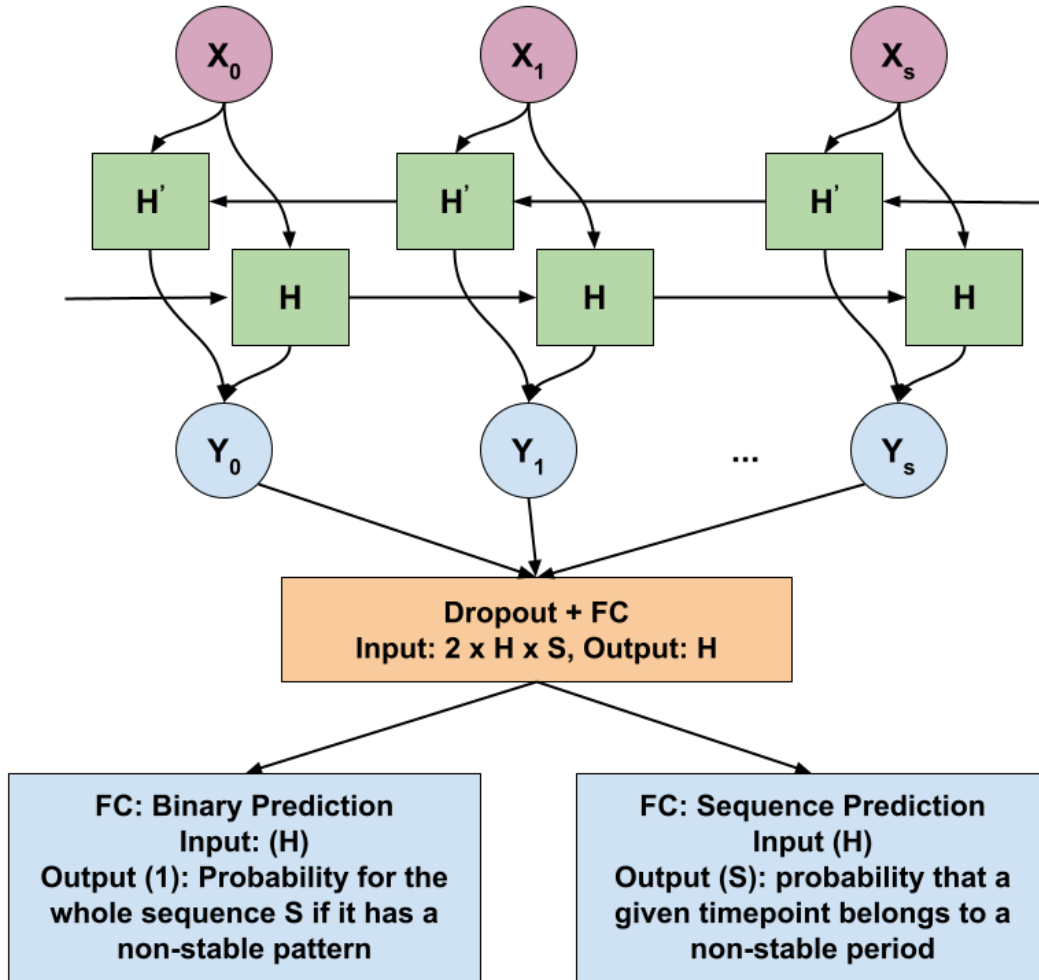 X0
X1
Xs
H'
H'
H'
H
H
H
Y0
Y1
...
Ys
Dropout + FC
Input: 2 x H x S, Output: H
FC: Binary Prediction
Input: (H)
Output (1): Probability for the
whole sequence S if it has a
non-stable pattern
FC: Sequence Prediction
Input (H)
Output (S): probability that a
given timepoint belongs to a
non-stable period